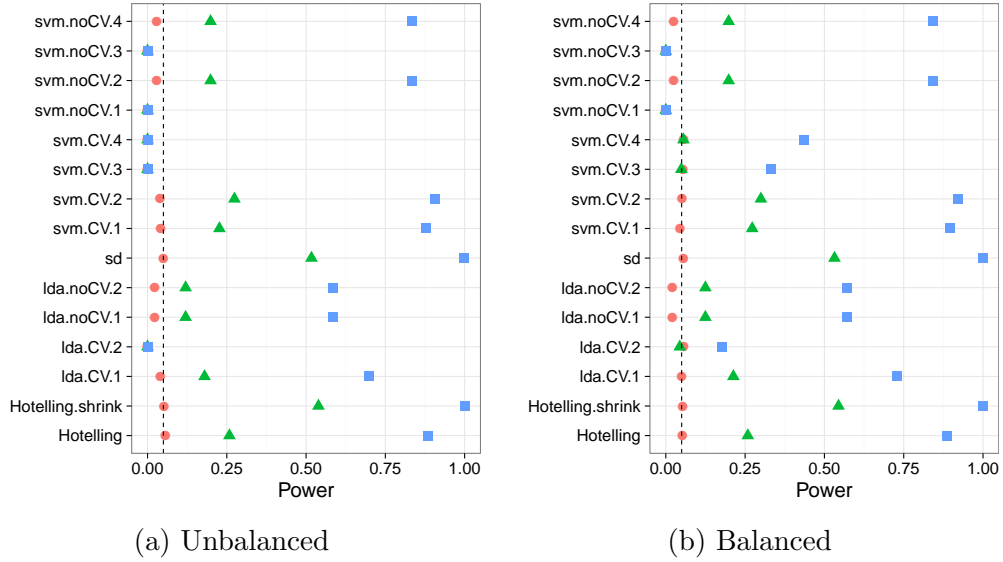 svm.noCV.4
svm.noCV.3
svm.noCV.2
svm.noCV.1
svm.CV.4
svm.CV.3
svm.CV.2
svm.CV.1
sd
lda.noCV.2
lda.noCV.1
lda.CV.2
lda.CV.1
Hotelling.shrink
Hotelling
0.00 0.25 0.50 0.75 1.00
Power
(a) Unbalanced
svm.noCV.4
svm.noCV.3
svm.noCV.2
svm.noCV.1
svm.CV.4
svm.CV.3
svm.CV.2
svm.CV.1
sd
lda.noCV.2
lda.noCV.1
lda.CV.2
lda.CV.1
Hotelling.shrink
Hotelling
0.00 0.25 0.50 0.75 1.00
Power
(b) Balanced